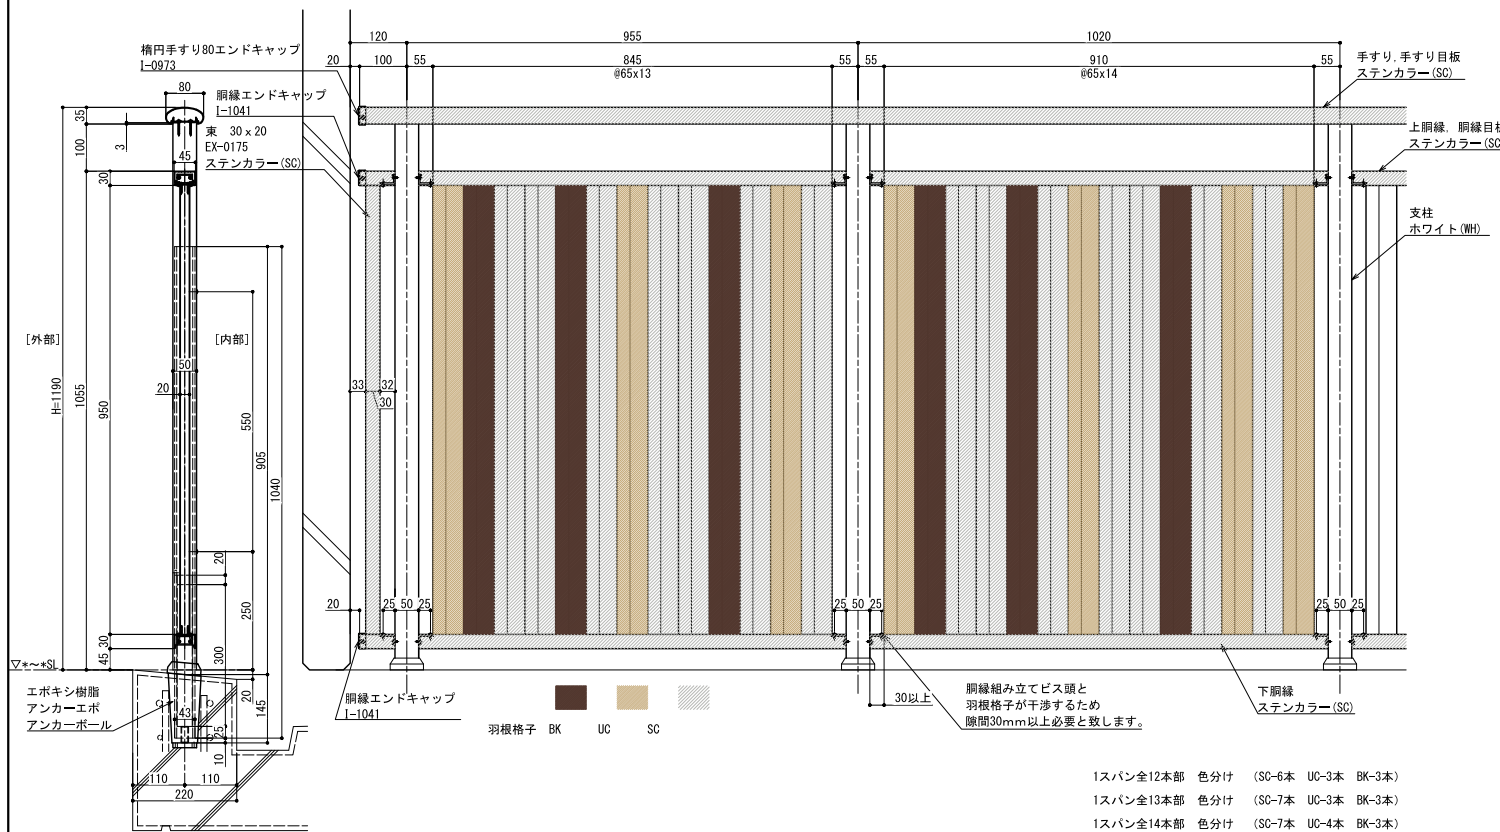 120
955
1020
20
100
55
845
@65x13
55
55
910
@65x14
55
楕円手すり80エンドキャップ
I-0973
手すり,手すり目板
ステンカラー(SC)
80
胴縁エンドキャップ
I-1041
束 30x20
EX-0175
ステンカラー(SC)
上胴縁, 胴縁目板
ステンカラー(SC
35
100
3
45
30
支柱
ホワイト(WH)
[外部]
[内部]
H=1190
1055
950
50
20
550
905
1040
33
32
30
20
250
300
30
45
20
25
50
25
25
50
25
25
50
25
▽*~*SL
エポキシ樹脂
アンカーエポ
アンカーボール
43
20
145
25
10
110
110
220
胴縁エンドキャップ
I-1041
羽根格子 BK UC SC
30以上
胴縁組み立てビス頭と
羽根格子が干渉するため
隙間30mm以上必要と致します。
下胴縁
ステンカラー(SC)
1スパン全12本部 色分け (SC-6本 UC-3本 BK-3本)
1スパン全13本部 色分け (SC-7本 UC-3本 BK-3本)
1スパン全14本部 色分け (SC-7本 UC-4本 BK-3本)